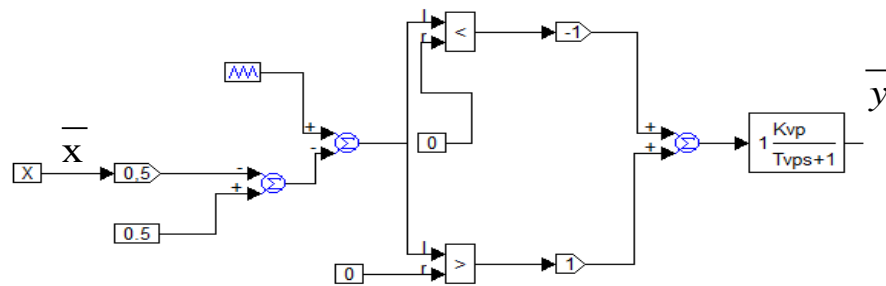 l
r
<
-1
y
+
-
Σ
0
+
+
Σ
1
Kvp
Tvps+1
x
X
0,5
-
+
Σ
0.5
0
l
r
>
1